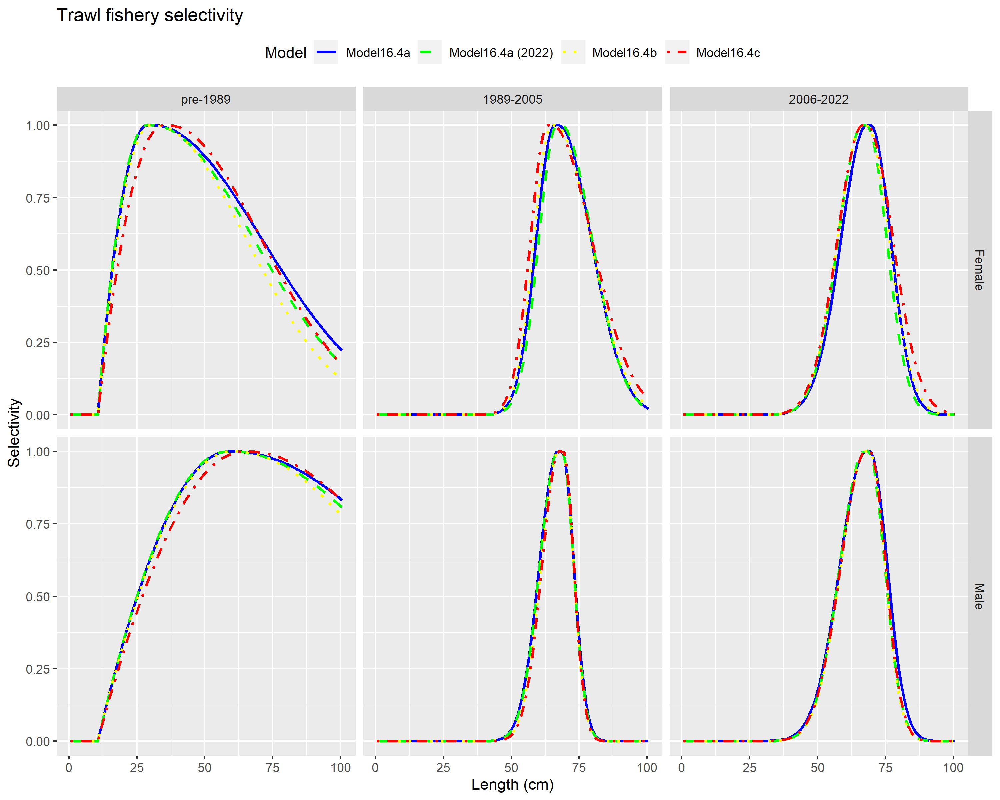 Trawl fishery selectivity
Model Model16.4a Model16.4a (2022) Model16.4b Model16.4c
pre-1989 1989-2005 2006-2022
1.00
0.75
0.50
0.25
0.00
Female
1.00
0.75
0.50
0.25
0.00
Male
Selectivity
0 25 50 75 100 0 25 50 75 100 0 25 50 75 100
Length (cm)